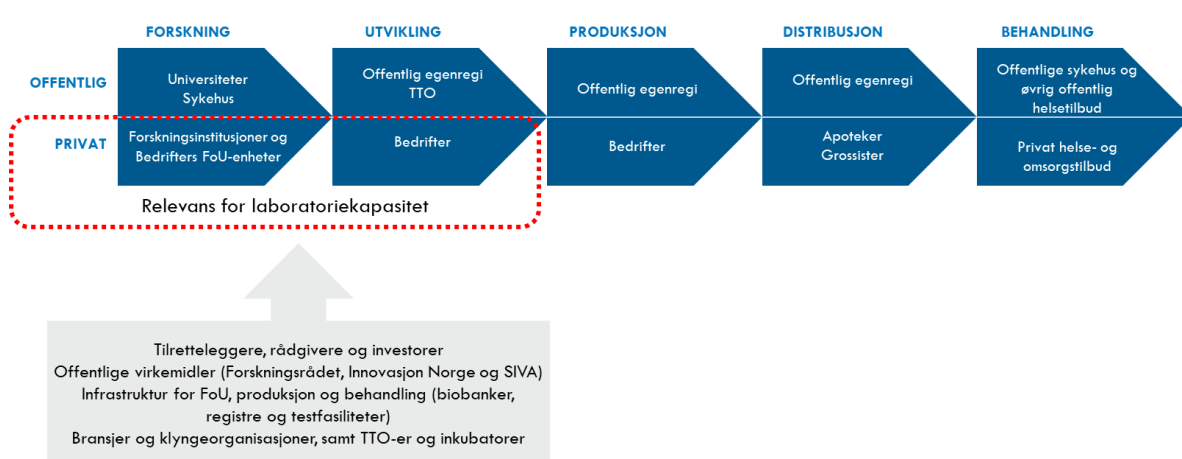 FORSKNING
UTVIKLING
PRODUKSJON
DISTRIBUSJON
BEHANDLING
OFFENTLIG
Universiteter
Sykehus
Offentlig egenregi
TTO
Offentlig egenregi
Offentlig egenregi
Offentlige sykehus og
øvrig offentlig
helsetilbud
PRIVAT
Forskningsinstitusjoner og
Bedrifters FoU-enheter
Bedrifter
Bedrifter
Apoteker
Grossister
Privat helse- og
omsorgstilbud
Relevans for laboratoriekapasitet
Tilretteleggere, rådgivere og investorer
Offentlige virkemidler (Forskningsrådet, Innovasjon Norge og SIVA)
Infrastruktur for FoU, produksjon og behandling (biobanker,
registre og testfasiliteter)
Bransjer og klyngeorganisasjoner, samt TTO-er og inkubatorer